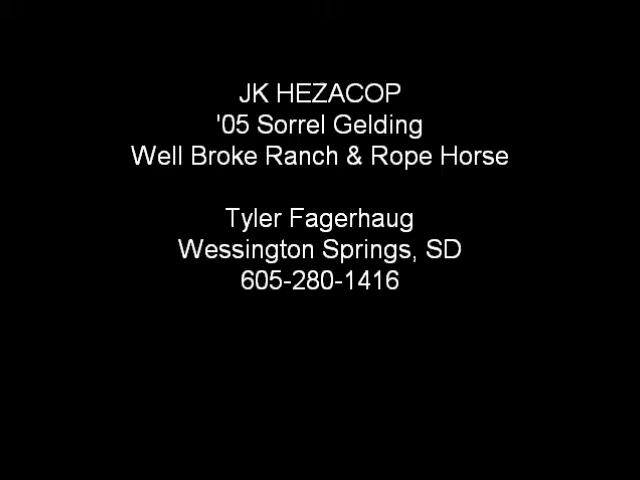 JK HEZACOP
'05 Sorrel Gelding
Well Broke Ranch & Rope Horse
Tyler Fagerhaug
Wessington Springs, SD
605-280-1416